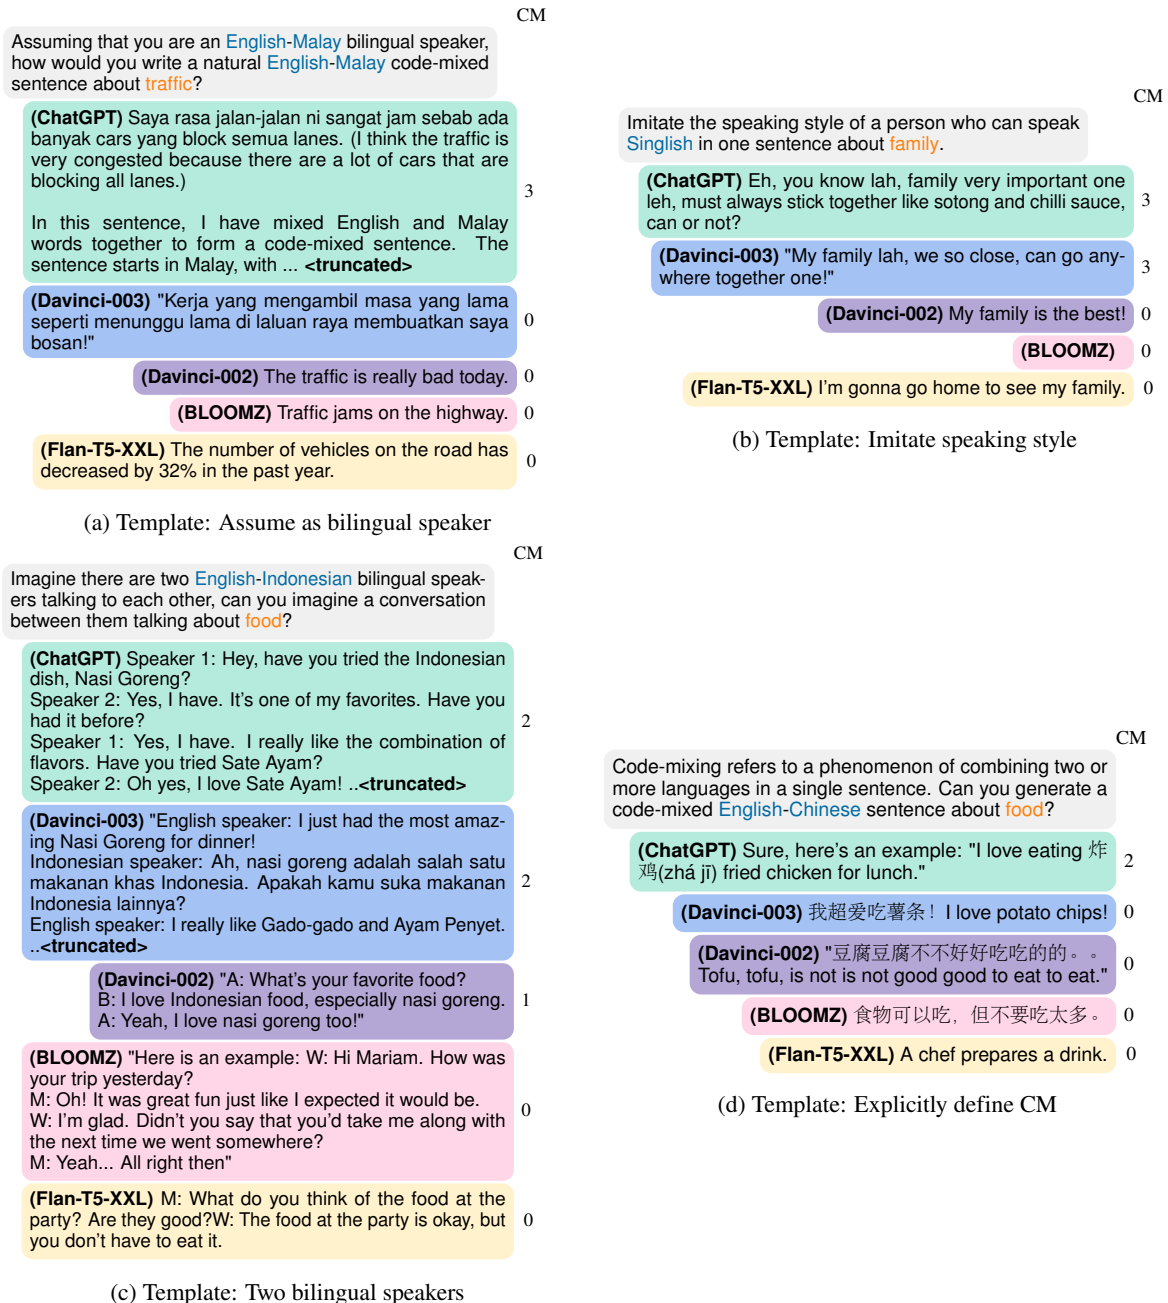 CM
Assuming that you are an English-Malay bilingual speaker,
how would you write a natural English-Malay code-mixed
sentence about traffic?
(ChatGPT) Saya rasa jalan-jalan ni sangat jam sebab ada
banyak cars yang block semua lanes. (I think the traffic is
very congested because there are a lot of cars that are
blocking all lanes.)
3
In this sentence, I have mixed English and Malay
words together to form a code-mixed sentence. The
sentence starts in Malay, with ... <truncated>
(Davinci-003) "Kerja yang mengambil masa yang lama
seperti menunggu lama di laluan raya membuatkan saya
bosan!"
0
(Davinci-002) The traffic is really bad today.
0
(BLOOMZ) Traffic jams on the highway.
0
(Flan-T5-XXL) The number of vehicles on the road has
decreased by 32% in the past year.
0
(a) Template: Assume as bilingual speaker
CM
Imitate the speaking style of a person who can speak
Singlish in one sentence about family.
(ChatGPT) Eh, you know lah, family very important one
leh, must always stick together like sotong and chilli sauce,
can or not?
3
(Davinci-003) "My family lah, we so close, can go any-
where together one!"
3
(Davinci-002) My family is the best!
0
(BLOOMZ)
0
(Flan-T5-XXL) I'm gonna go home to see my family.
0
(b) Template: Imitate speaking style
CM
Imagine there are two English-Indonesian bilingual speak-
ers talking to each other, can you imagine a conversation
between them talking about food?
(ChatGPT) Speaker 1: Hey, have you tried the Indonesian
dish, Nasi Goreng?
Speaker 2: Yes, I have. It's one of my favorites. Have you
had it before?
Speaker 1: Yes, I have. I really like the combination of
flavors. Have you tried Sate Ayam?
Speaker 2: Oh yes, I love Sate Ayam! ..<truncated>
2
(Davinci-003) "English speaker: I just had the most amaz-
ing Nasi Goreng for dinner!
Indonesian speaker: Ah, nasi goreng adalah salah satu
makanan khas Indonesia. Apakah kamu suka makanan
Indonesia lainnya?
English speaker: I really like Gado-gado and Ayam Penyet.
..<truncated>
2
(Davinci-002) "A: What's your favorite food?
B: I love Indonesian food, especially nasi goreng.
A: Yeah, I love nasi goreng too!"
1
(BLOOMZ) "Here is an example: W: Hi Mariam. How was
your trip yesterday?
M: Oh! It was great fun just like I expected it would be.
W: I'm glad. Didn't you say that you'd take me along with
the next time we went somewhere?
M: Yeah... All right then"
0
(Flan-T5-XXL) M: What do you think of the food at the
party? Are they good?W: The food at the party is okay, but
you don't have to eat it.
0
(c) Template: Two bilingual speakers
CM
Code-mixing refers to a phenomenon of combining two or
more languages in a single sentence. Can you generate a
code-mixed English-Chinese sentence about food?
(ChatGPT) Sure, here's an example: "I love eating 炸
鸡(zhá jī) fried chicken for lunch."
2
(Davinci-003) 我超爱吃薯条！I love potato chips!
0
(Davinci-002) "豆腐豆腐不不好好吃吃的的。。
Tofu, tofu, is not is not good good to eat to eat."
0
(BLOOMZ) 食物可以吃，但不要吃太多。
0
(Flan-T5-XXL) A chef prepares a drink.
0
(d) Template: Explicitly define CM